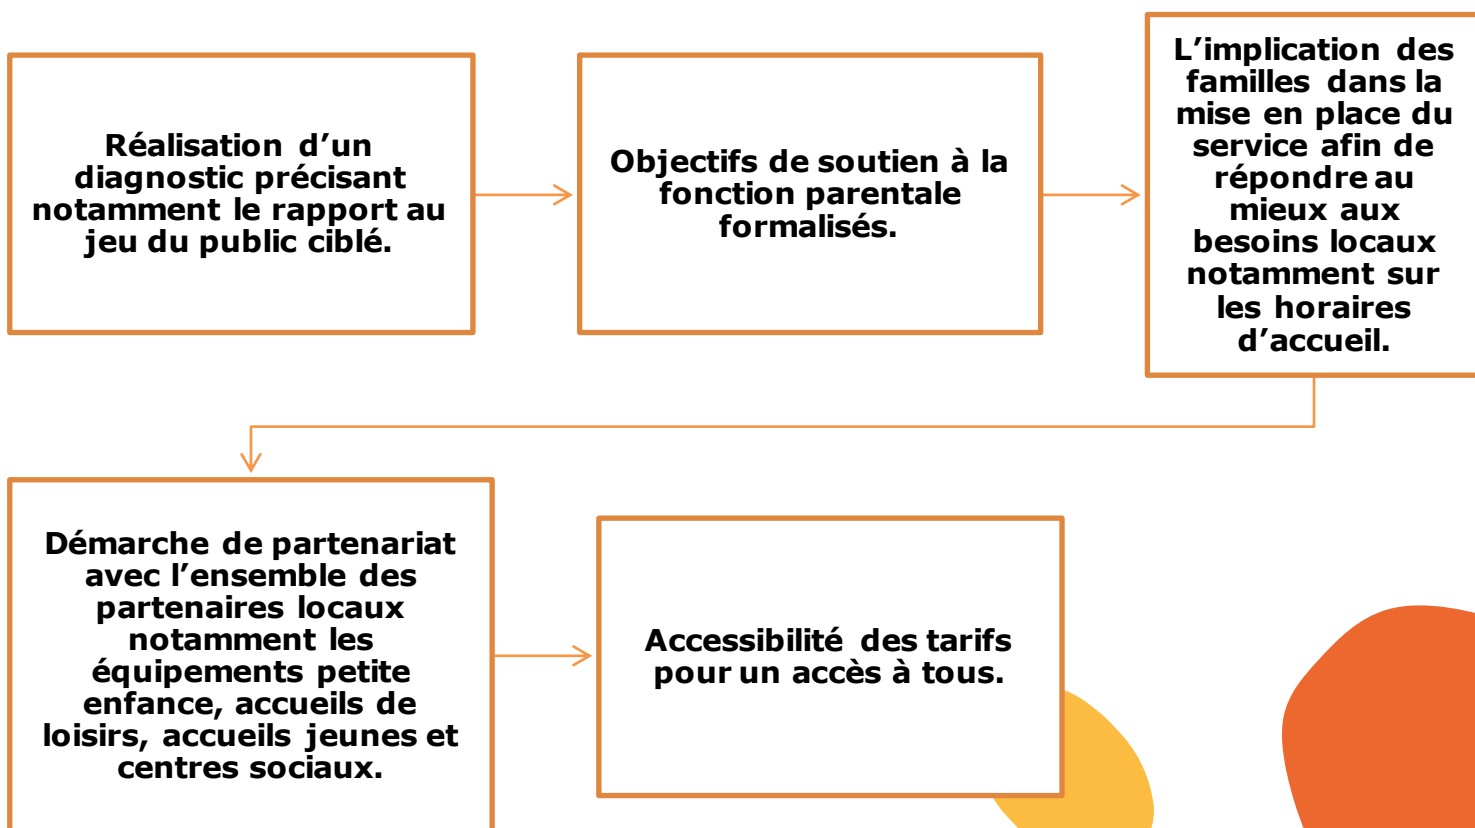 Réalisation d’un
diagnostic précisant
notamment le rapport au
jeu du public ciblé.
Objectifs de soutien à la
fonction parentale
formalisés.
L’implication des
familles dans la
mise en place du
service afin de
répondre au
mieux aux
besoins locaux
notamment sur
les horaires
d’accueil.
Démarche de partenariat
avec l’ensemble des
partenaires locaux
notamment les
équipements petite
enfance, accueils de
loisirs, accueils jeunes et
centres sociaux.
Accessibilité des tarifs
pour un accès à tous.